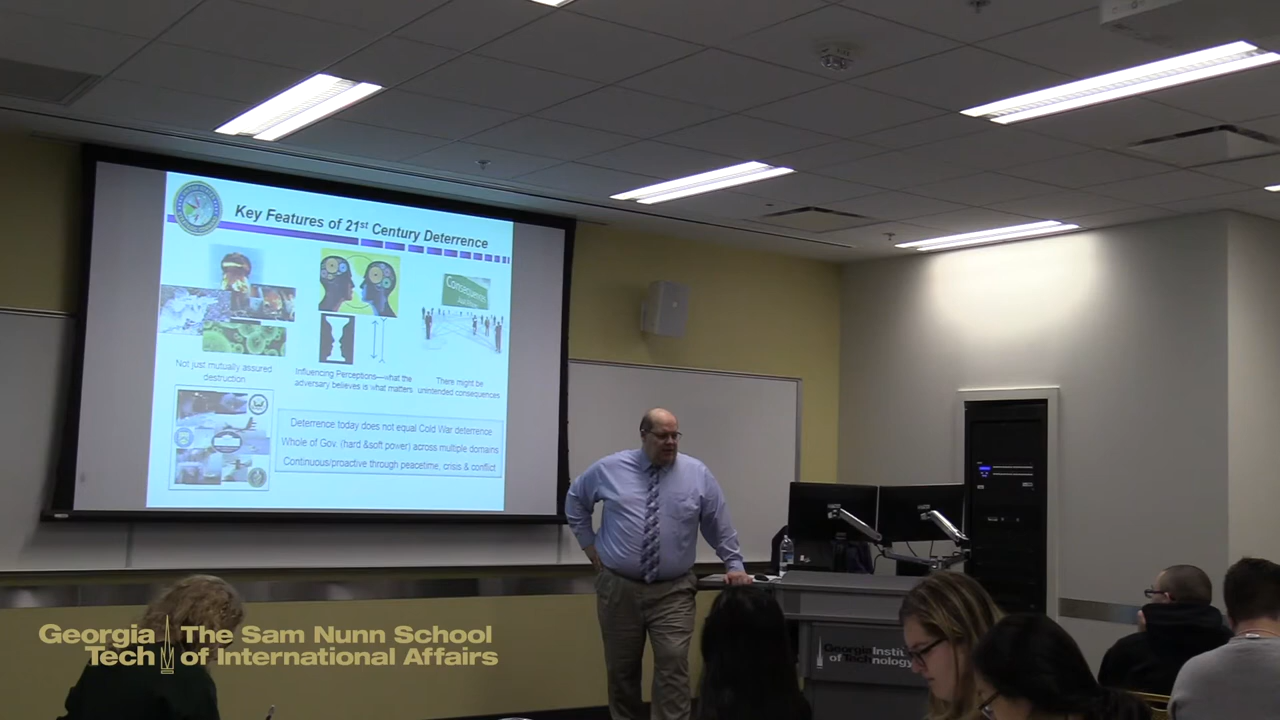 Key Features of 21st Century Deterrence
Consequences
Not just mutually assured
destruction
Influencing Perceptions—what the
adversary believes is what matters
There might be
unintended consequences
Deterrence today does not equal Cold War deterrence
Whole of Gov. (hard &soft power) across multiple domains
Continuous/proactive through peacetime, crisis & conflict
Georgia
Tech
The Sam Nunn School
of International Affairs
Georgia Instit
of Technology